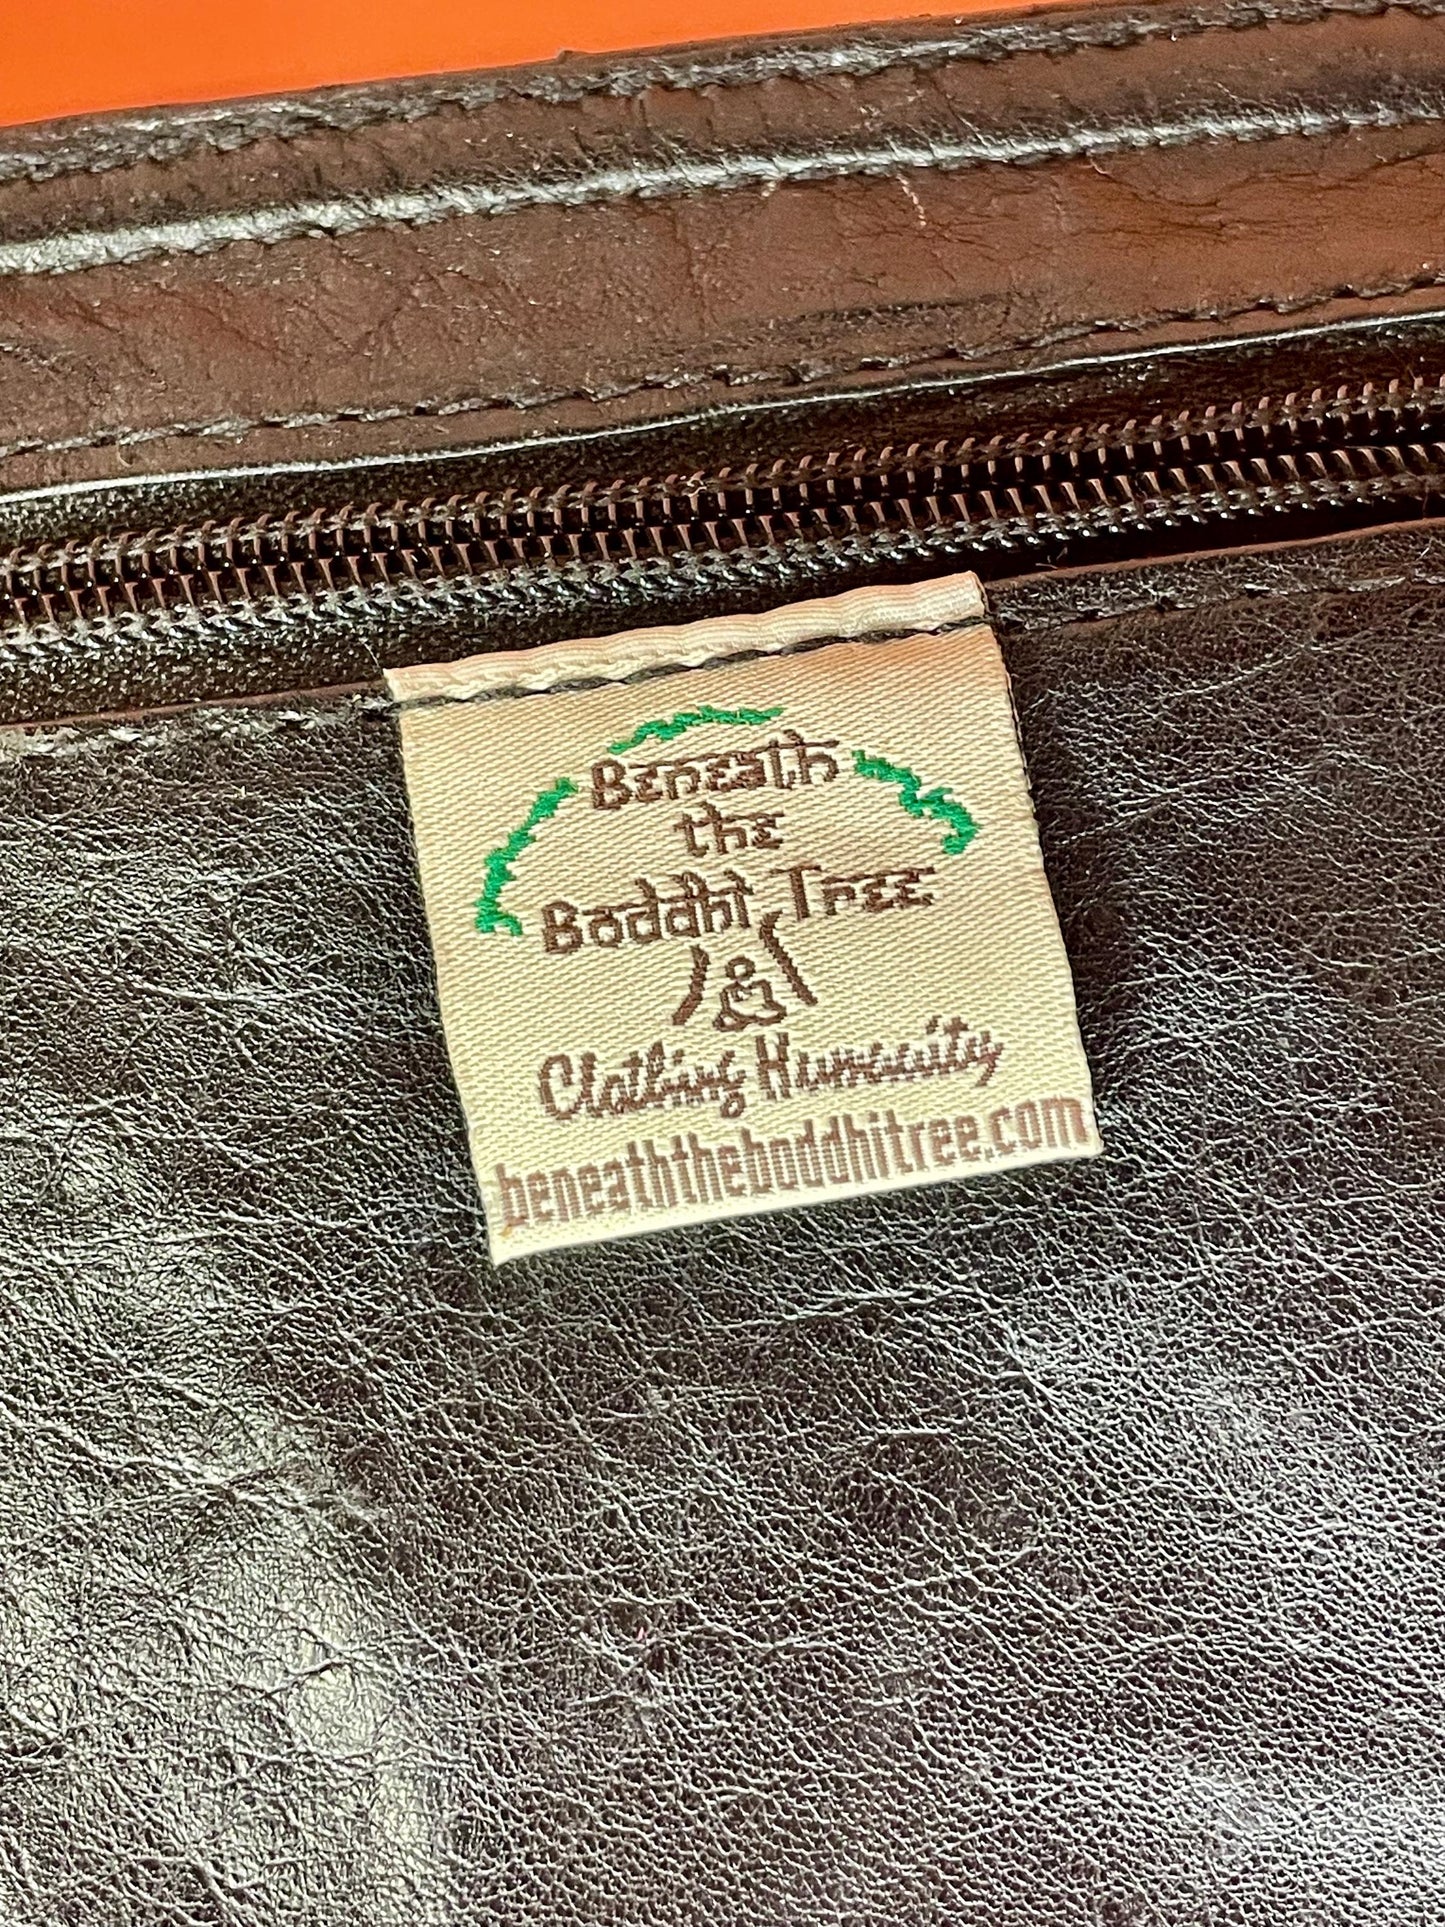 Beneath
the
Boddhi Tree
Clothing Humanity
beneaththeboddhitree.com